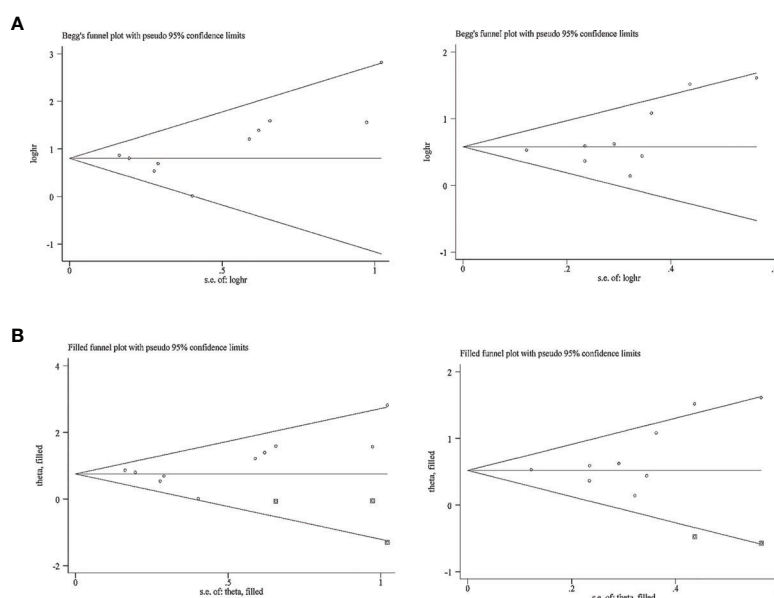 A
Begg's funnel plot with pseudo 95% confidence limits
3
2
1
0
-1
loghr
0
.5
1
s.e. of: loghr
Begg's funnel plot with pseudo 95% confidence limits
2
1
0
-1
loghr
0
.2
.4
s.e. of: loghr
B
Filled funnel plot with pseudo 95% confidence limits
4
2
0
-2
theta, filled
0
.5
1
s.e. of: theta, filled
Filled funnel plot with pseudo 95% confidence limits
2
1
0
-1
theta, filled
0
.2
.4
s.e. of: theta, filled